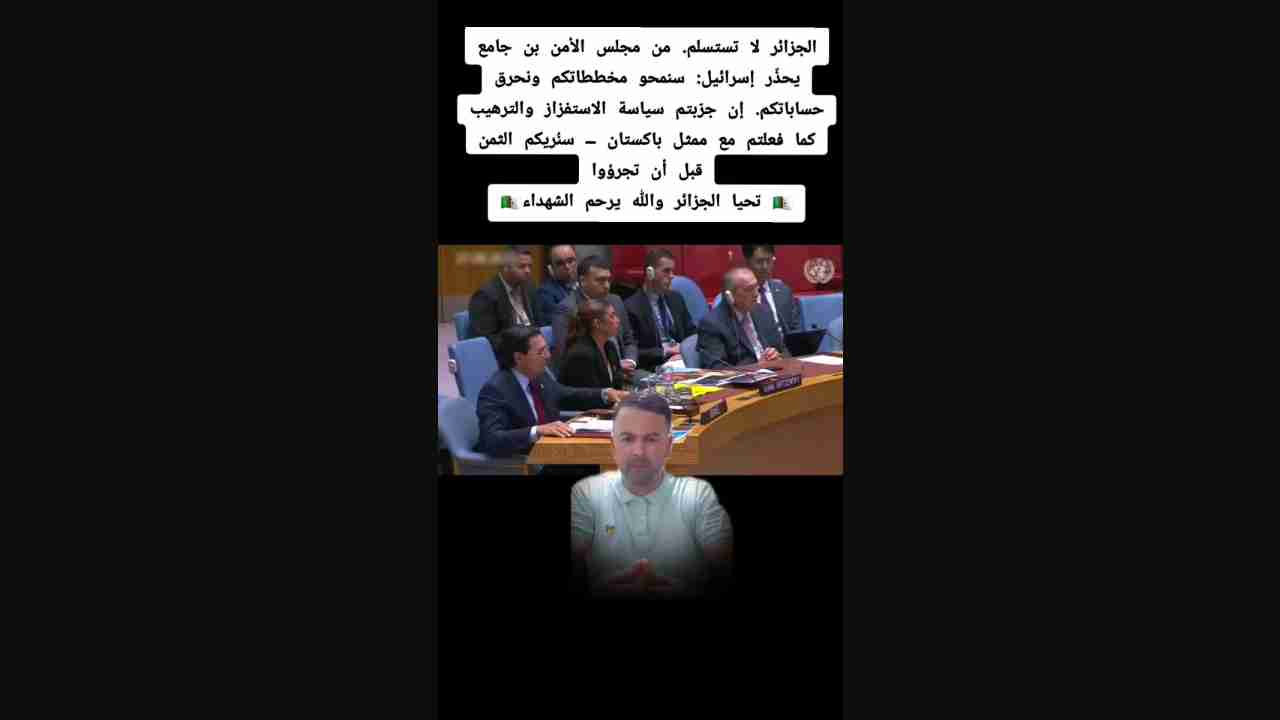 الجزائر لا تستسلم. من مجلس الأمن بن جامع
يحذّر إسرائيل: سنمحو مخططاتكم ونحرق
حساباتكم. إن جرّبتم سياسة الاستفزاز والترهيب
كما فعلتم مع ممثل باكستان – سنُريكم الثمن
قبل أن تجرؤوا
🇩🇿 تحيا الجزائر والله يرحم الشهداء 🇩🇿